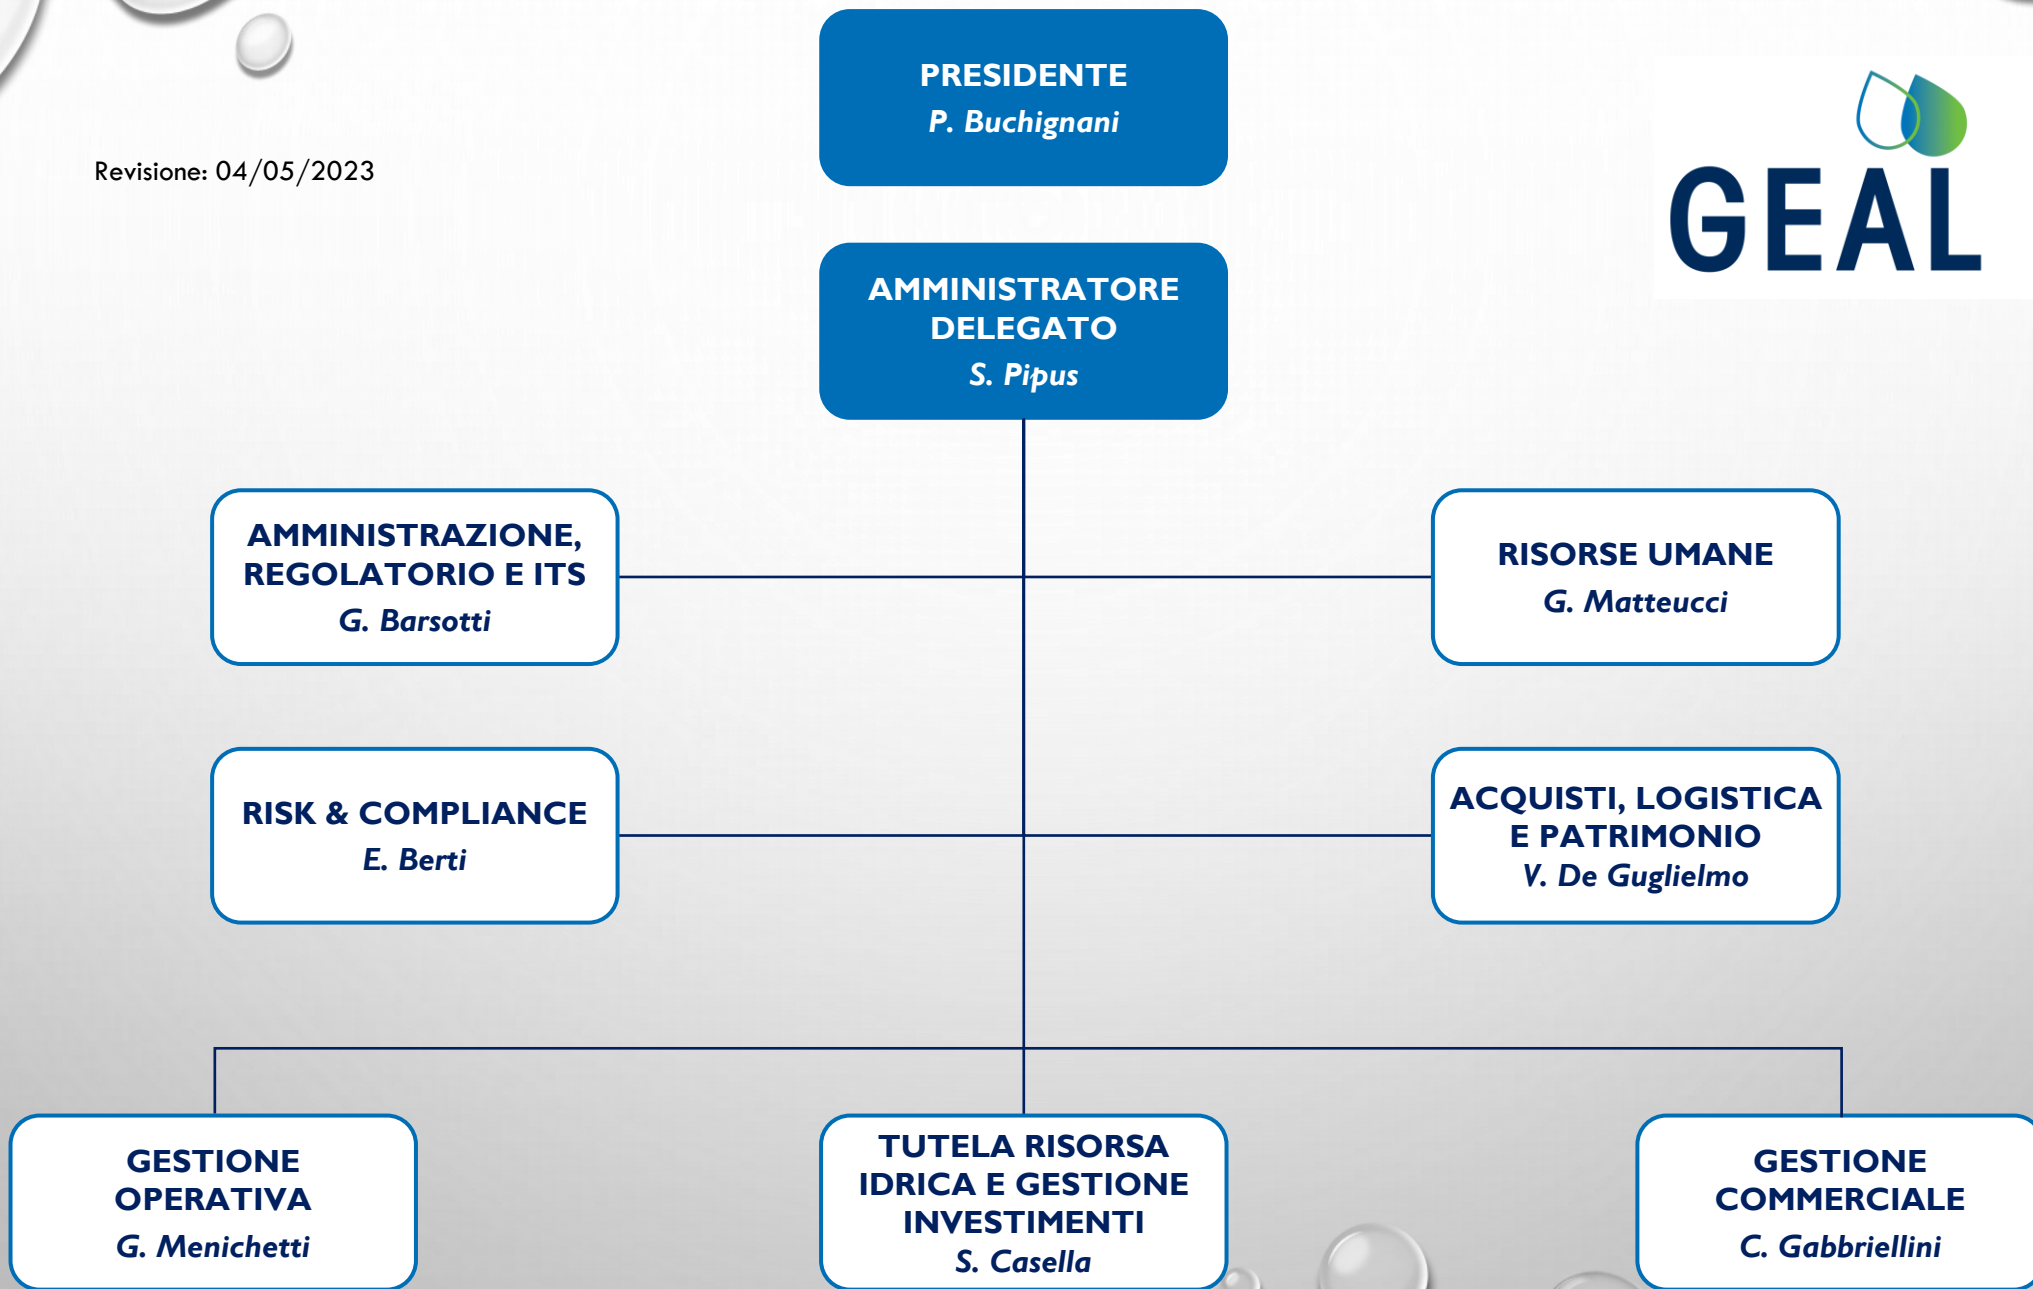 PRESIDENTE
P. Buchignani
Revisione: 04/05/2023
GEAL
AMMINISTRATORE
DELEGATO
S. Pipus
AMMINISTRAZIONE,
REGOLATORIO E ITS
G. Barsotti
RISORSE UMANE
G. Matteucci
RISK & COMPLIANCE
E. Berti
ACQUISTI, LOGISTICA
E PATRIMONIO
V. De Guglielmo
GESTIONE
OPERATIVA
G. Menichetti
TUTELA RISORSA
IDRICA E GESTIONE
INVESTIMENTI
S. Casella
GESTIONE
COMMERCIALE
C. Gabbriellini